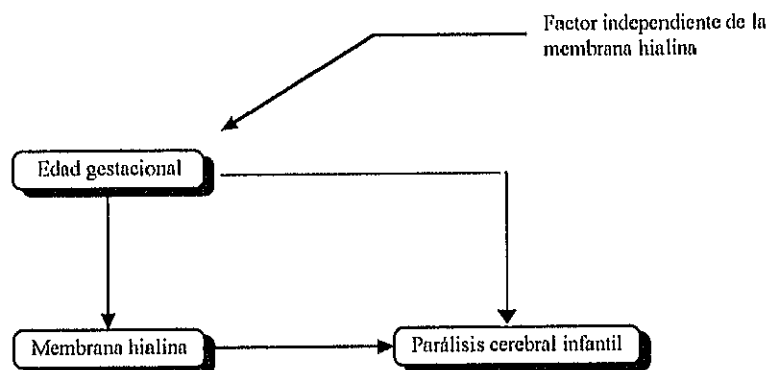 Factor independiente de la
membrana hialina
Edad gestacional
Membrana hialina
Parálisis cerebral infantil